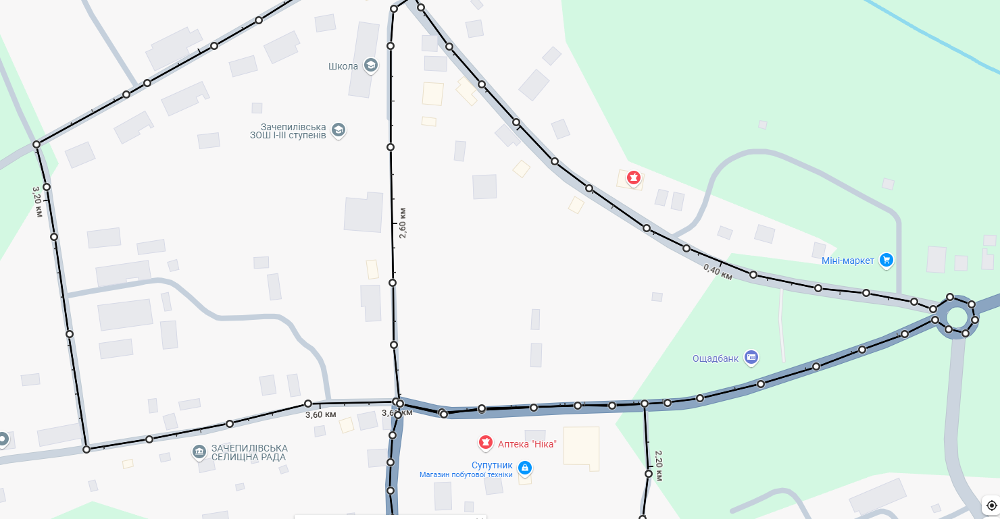 Школа
Зачепилівська
ЗОШ І-ІІІ ступенів
3,20 км
2,60 км
0,40 км
Міні-маркет
Ощадбанк
3,60 км
3,60 км
Аптека "Ніка"
ЗАЧЕПИЛІВСЬКА
СЕЛИЩНА РАДА
Супутник
Магазин побутової техніки
2,20 км